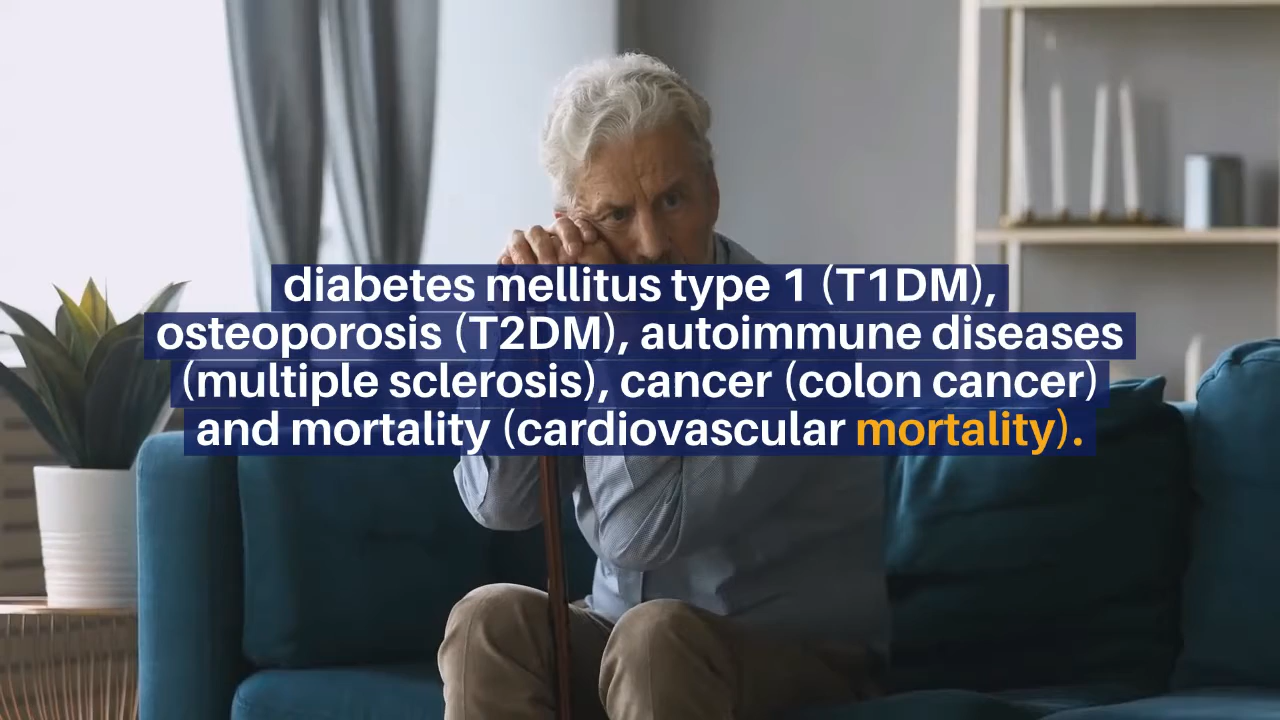 diabetes mellitus type 1 (T1DM),
osteoporosis (T2DM), autoimmune diseases
(multiple sclerosis), cancer (colon cancer)
and mortality (cardiovascular mortality).